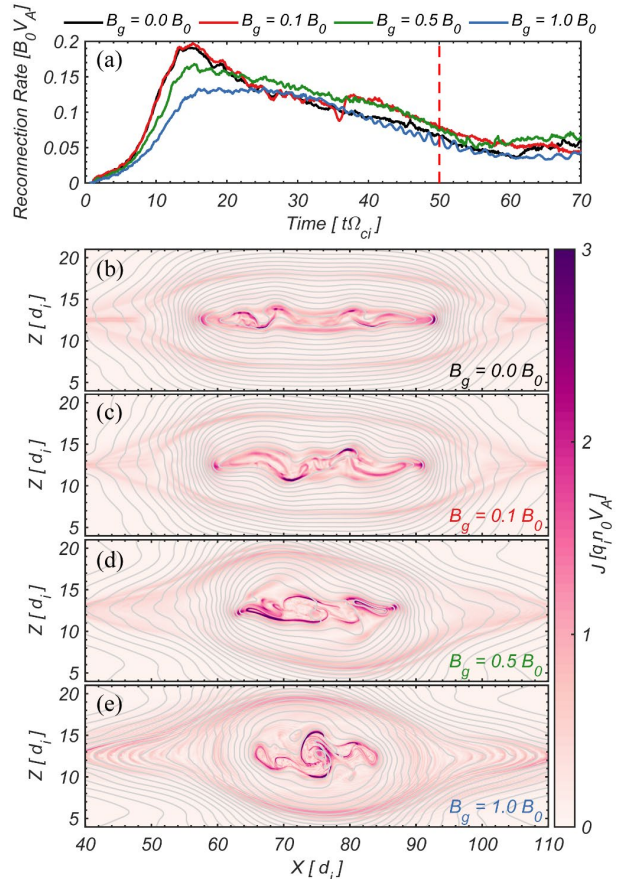 B_g = 0.0 B_0 B_g = 0.1 B_0 B_g = 0.5 B_0 B_g = 1.0 B_0
Reconnection Rate [B_0V_A]
0.2
0.15
0.1
0.05
0
(a)
0 10 20 30 40 50 60 70
Time [ tΩ_ci ]
(b)
Z [ d_i ]
20
15
10
5
B_g = 0.0 B_0
(c)
Z [ d_i ]
20
15
10
5
B_g = 0.1 B_0
(d)
Z [ d_i ]
20
15
10
5
B_g = 0.5 B_0
(e)
Z [ d_i ]
20
15
10
5
B_g = 1.0 B_0
40 50 60 70 80 90 100 110
X [ d_i ]
3
2
1
0
J [q_i n_0 V_A]